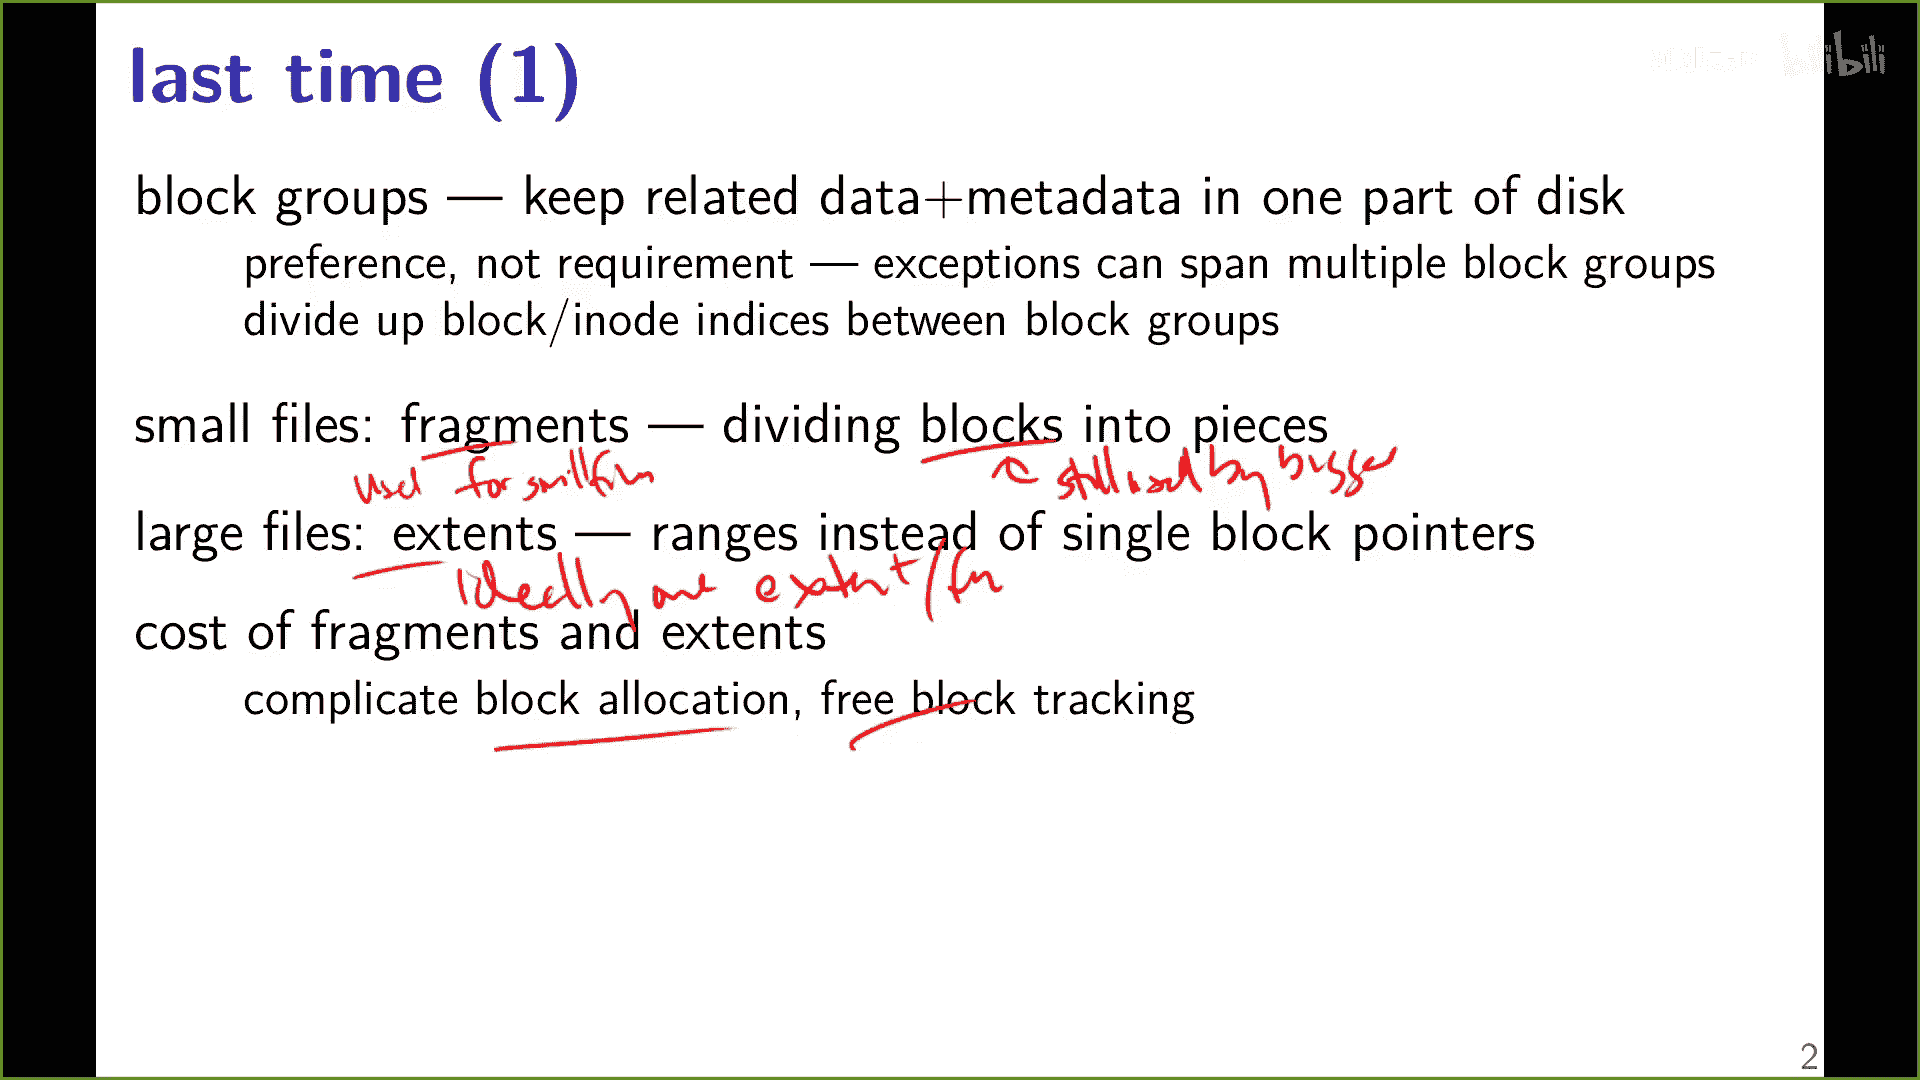 last time (1)
bilibili
block groups — keep related data+metadata in one part of disk
preference, not requirement — exceptions can span multiple block groups
divide up block/inode indices between block groups
small files: fragments — dividing blocks into pieces
used for small files
still used by bigger
large files: extents — ranges instead of single block pointers
ideally one extent/
cost of fragments and extents
complicate block allocation, free block tracking
2